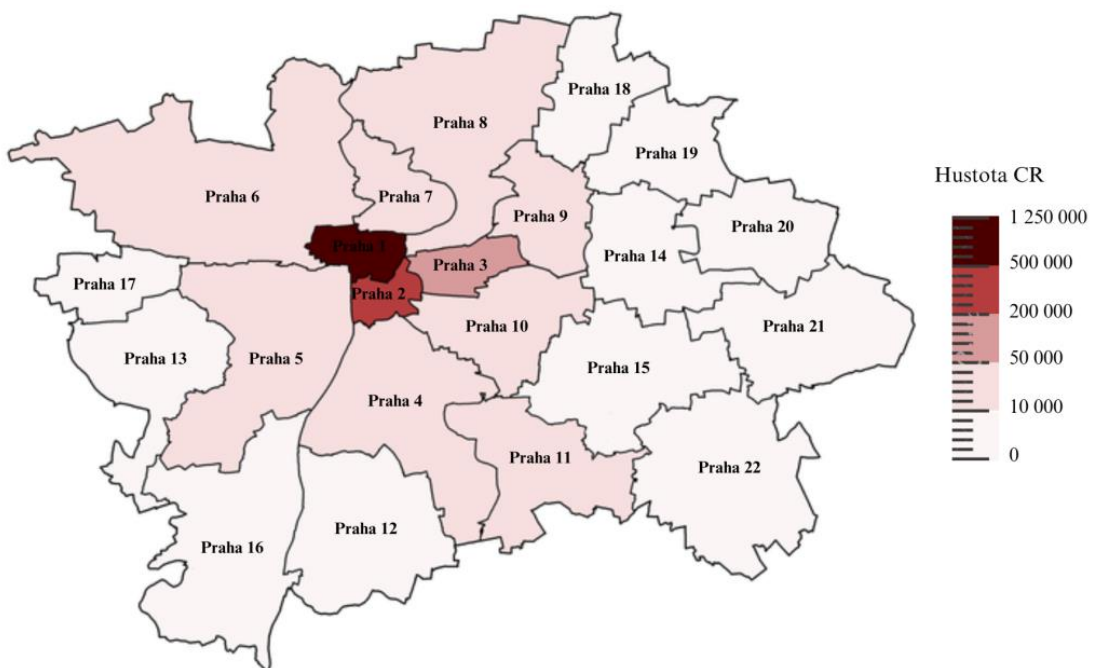 Praha 18
Praha 8
Praha 19
Praha 6
Praha 7
Praha 9
Praha 20
Praha 1
Praha 3
Praha 14
Praha 17
Praha 2
Praha 10
Praha 21
Praha 13
Praha 5
Praha 15
Praha 4
Praha 11
Praha 22
Praha 12
Praha 16
Hustota CR
1 250 000
500 000
200 000
50 000
10 000
0